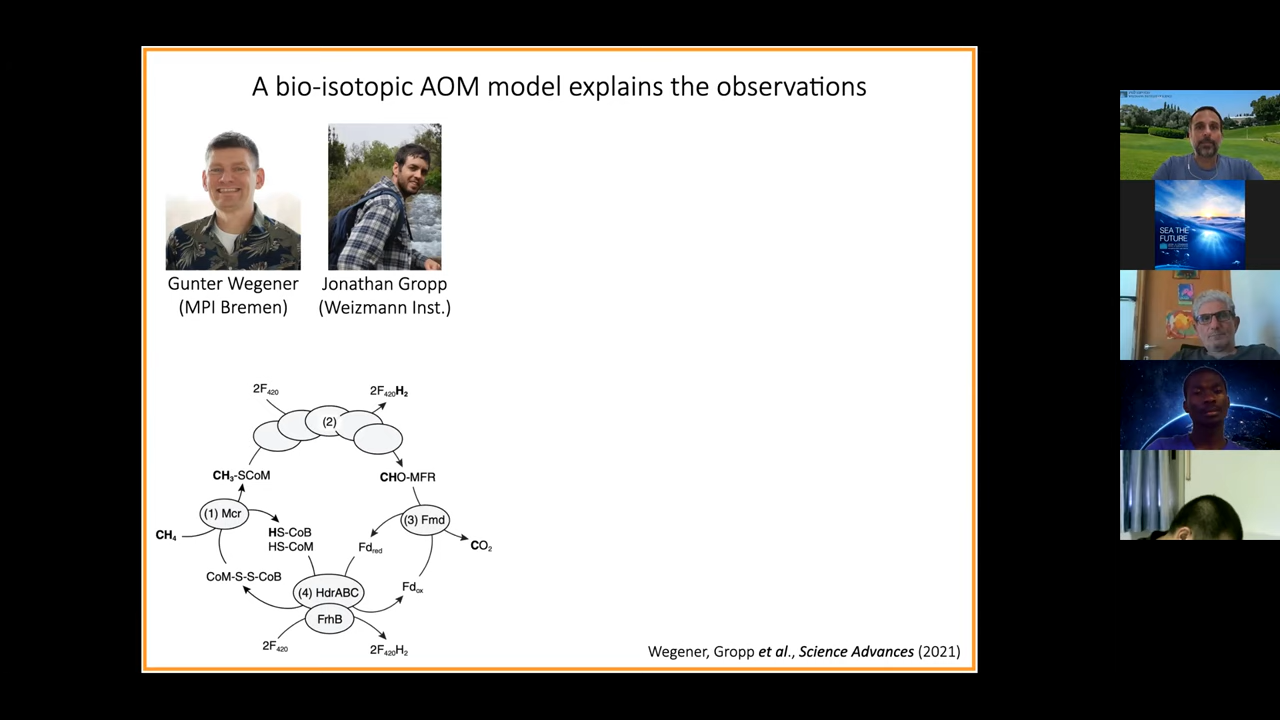 A bio-isotopic AOM model explains the observations
Gunter Wegener
(MPI Bremen)
Jonathan Gropp
(Weizmann Inst.)
2F420
2F420H2
(2)
CH3-SCoM
CHO-MFR
(1) Mcr
(3) Fmd
CH4
HS-CoB
HS-CoM
Fdred
CO2
CoM-S-S-CoB
(4) HdrABC
Fdox
FrhB
2F420
2F420H2
Wegener, Gropp et al., Science Advances (2021)
SEA THE
FUTURE